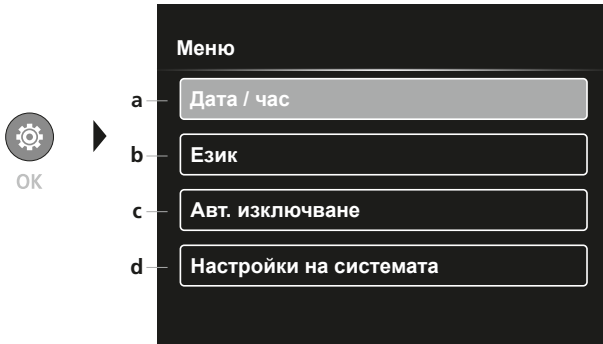 Меню
a Дата / час
b Език
OK
c Авт. изключване
d Настройки на системата